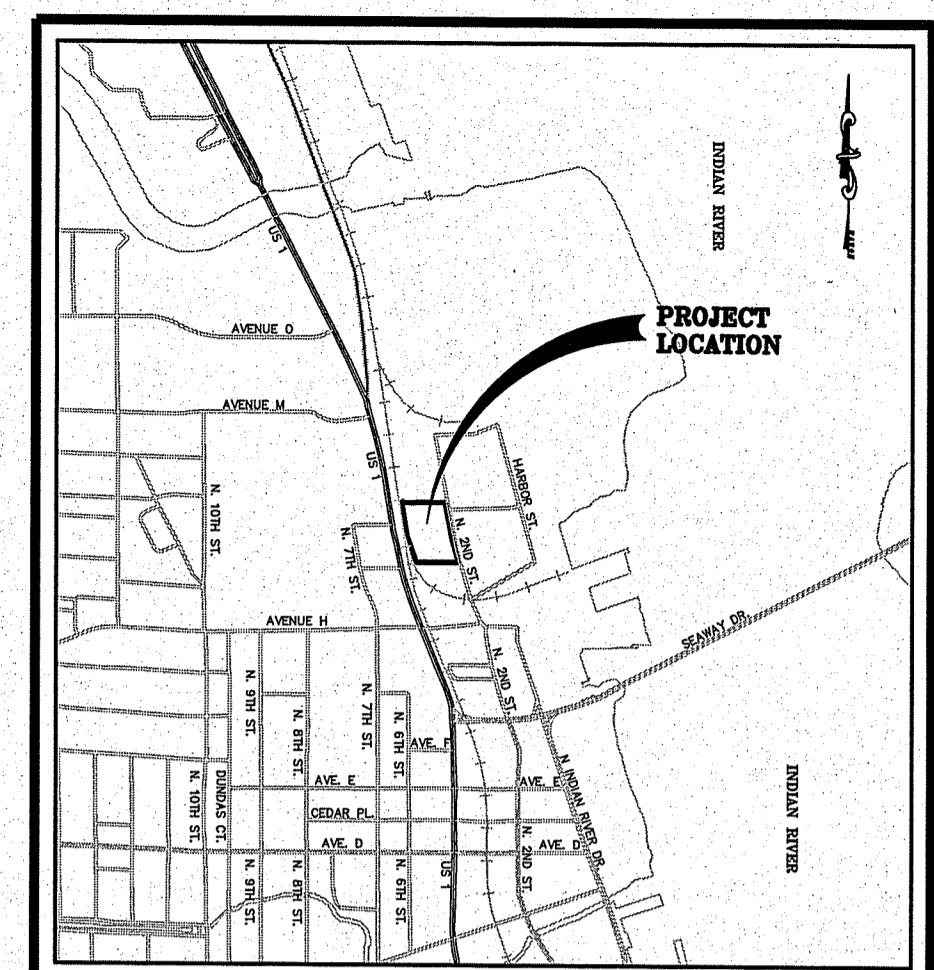 INDIAN RIVER
US 1
PROJECT
LOCATION
AVENUE O
AVENUE M
US 1
HARBOR ST.
N. 10TH ST.
N. 2ND ST.
N. 7TH ST.
AVENUE H
SEAWAY DR.
N. 2ND ST.
N. 9TH ST.
N. 8TH ST.
N. 7TH ST.
N. 6TH ST.
AVE. F
N INDIAN RIVER DR.
INDIAN RIVER
AVE. E
AVE. E
N. 10TH ST.
DUNDAS CT.
CEDAR PL.
N. 2ND ST.
AVE. D
AVE. D
N. 9TH ST.
N. 8TH ST.
N. 6TH ST.
US 1